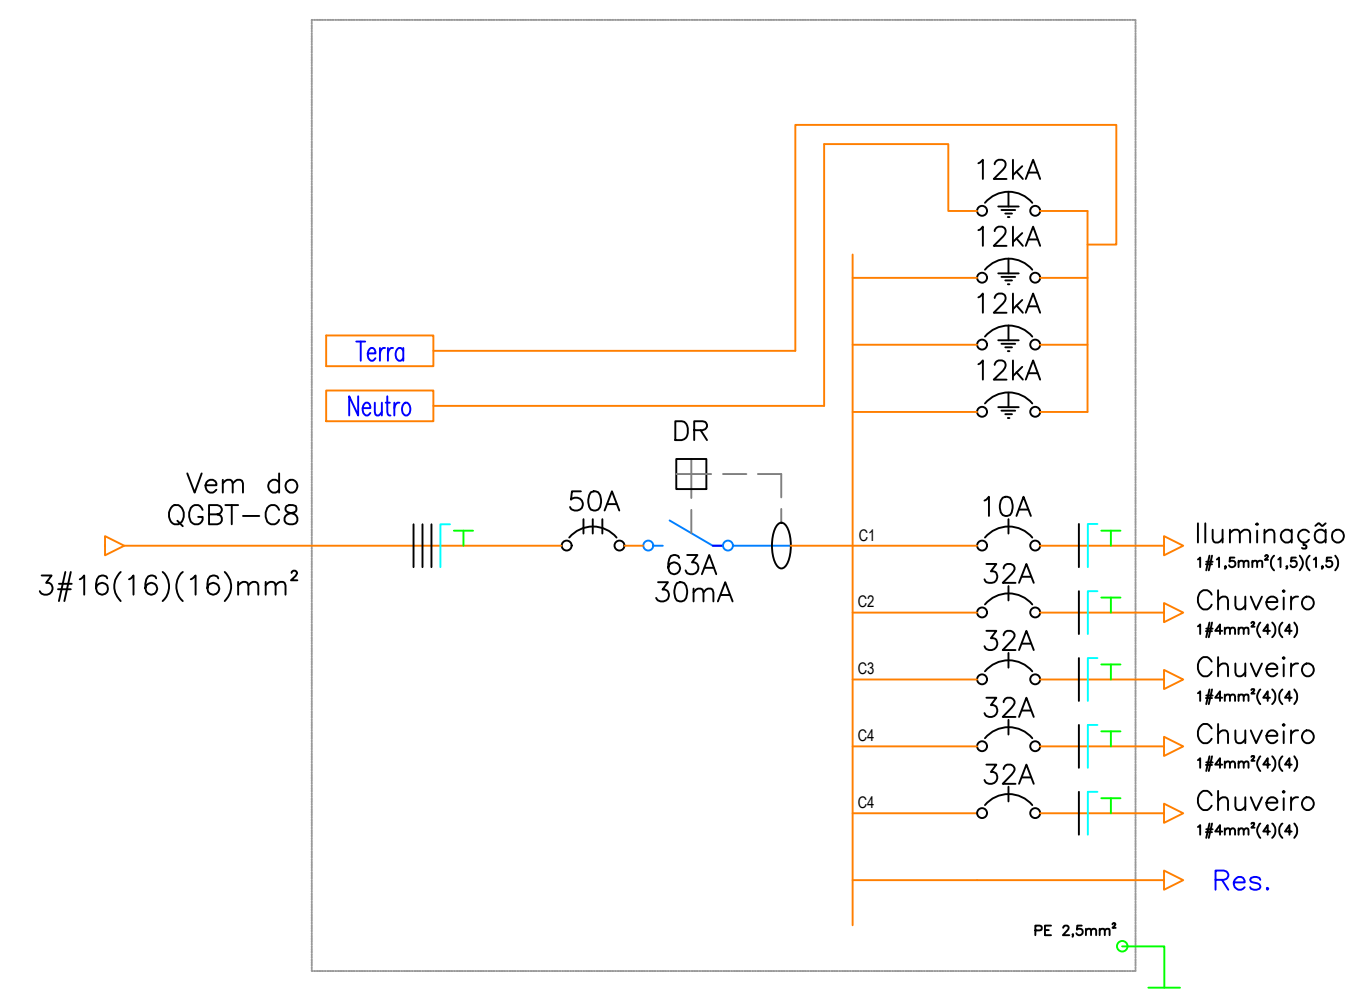 12kA
12kA
12kA
12kA
Terra
Neutro
DR
Vem do
QGBT-C8
3#16(16)(16)mm²
50A
63A
30mA
C1
10A
Iluminação
1#1,5mm²(1,5)(1,5)
C2
32A
Chuveiro
1#4mm²(4)(4)
C3
32A
Chuveiro
1#4mm²(4)(4)
C4
32A
Chuveiro
1#4mm²(4)(4)
C4
32A
Chuveiro
1#4mm²(4)(4)
Res.
PE 2,5mm²